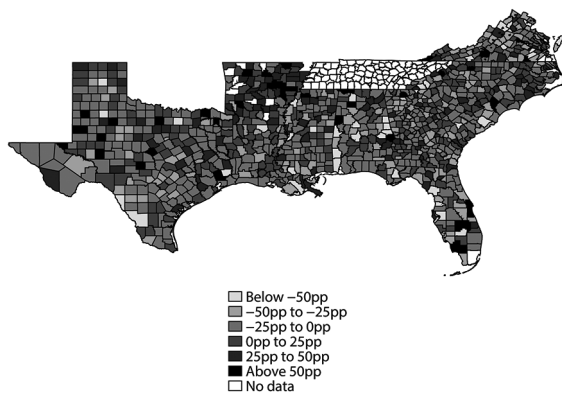 Below −50pp
−50pp to −25pp
−25pp to 0pp
0pp to 25pp
25pp to 50pp
Above 50pp
No data